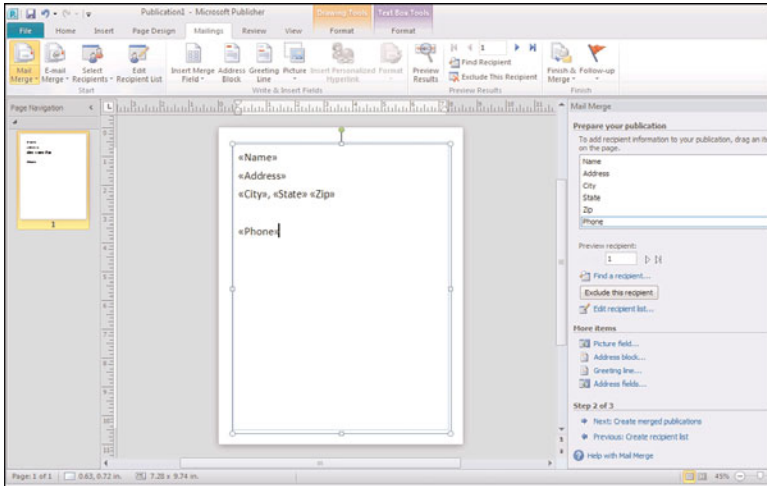 Publication1 - Microsoft Publisher
Drawing Tools
Text Box Tools
File
Home
Insert
Page Design
Mailings
Review
View
Format
Format
Mail Merge
E-mail Merge
Select Recipients
Edit Recipient List
Start
Insert Merge Field
Address Block
Greeting Line
Picture
Insert Personalized Hyperlink
Format
Write & Insert Fields
Preview Results
1
Find Recipient
Exclude This Recipient
Preview Results
Finish & Merge
Follow-up
Finish
Page Navigation
1
«Name»
«Address»
«City», «State» «Zip»
«Phone»
Mail Merge
Prepare your publication
To add recipient information to your publication, drag an it
on the page.
Name
Address
City
State
Zip
Phone
Preview recipient:
1
Find a recipient...
Exclude this recipient
Edit recipient list...
More items
Picture field...
Address block...
Greeting line...
Address fields...
Step 2 of 3
Next: Create merged publications
Previous: Create recipient list
Help with Mail Merge
Page: 1 of 1
0.63, 0.72 in.
7.28 x 9.74 in.
45%